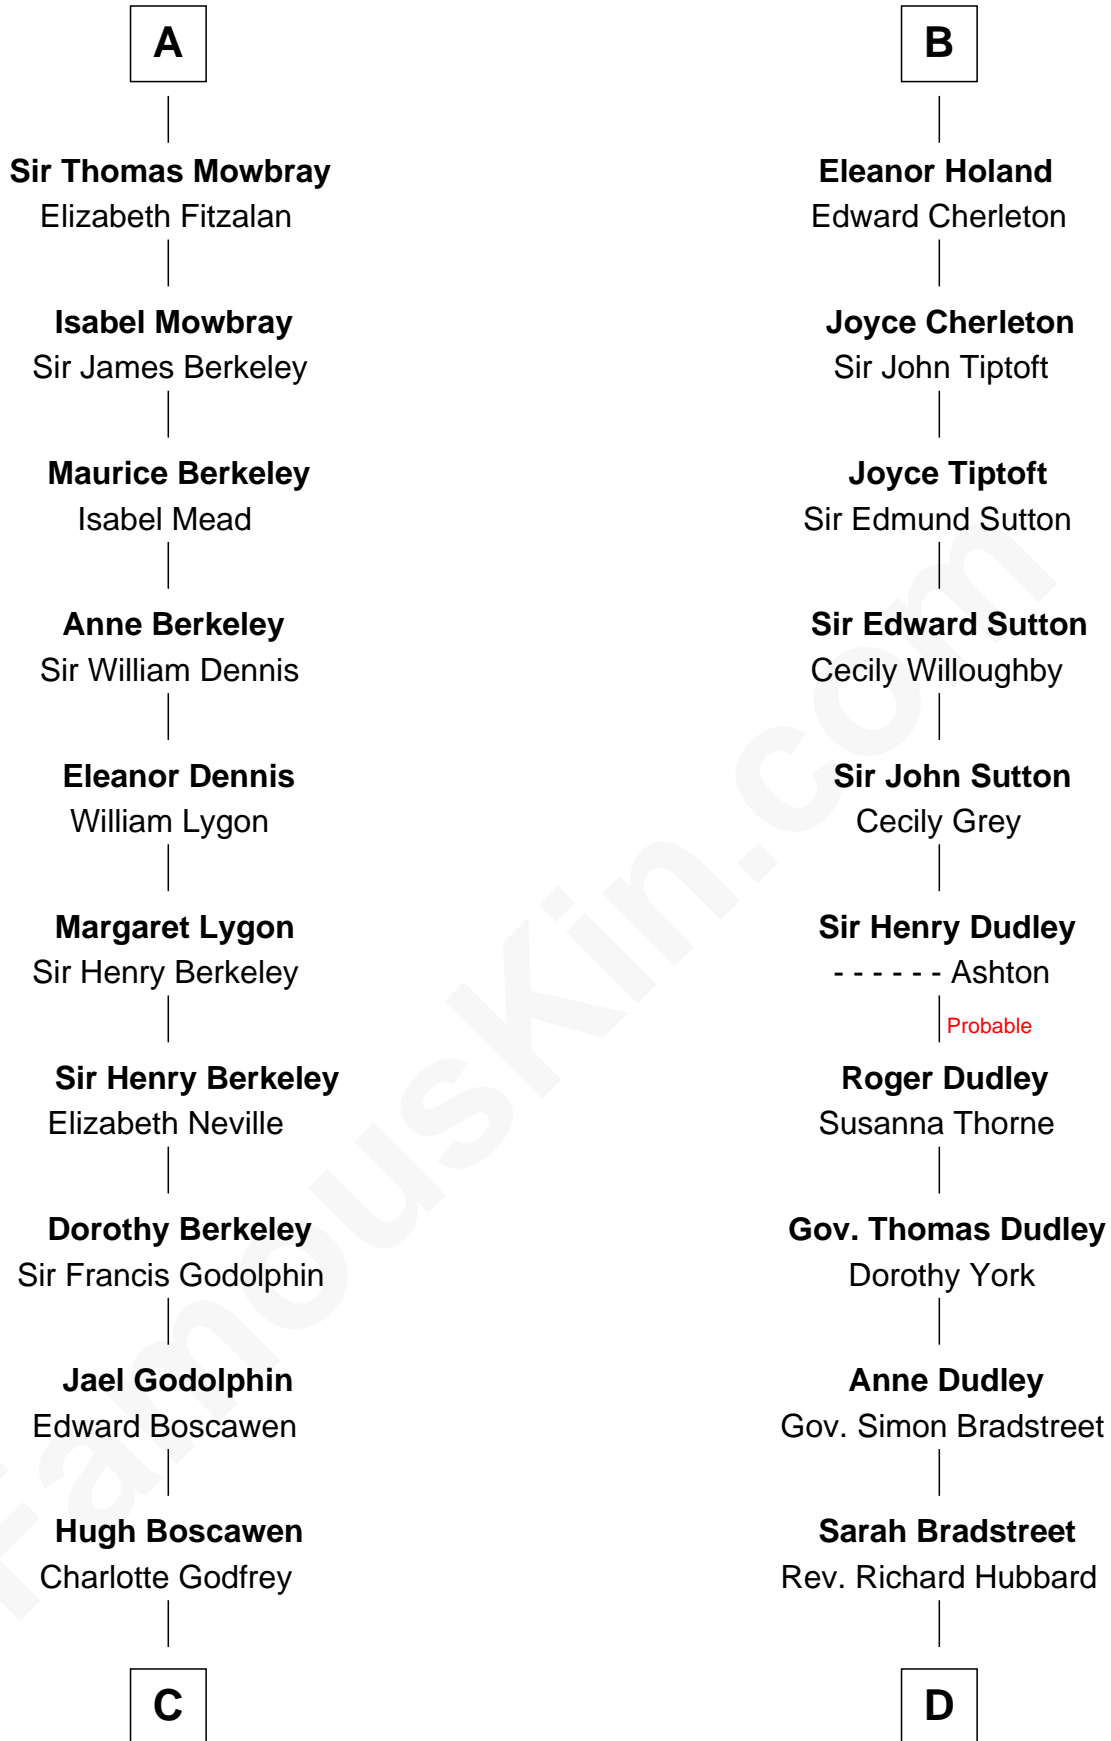 A
Sir Thomas Mowbray
Elizabeth Fitzalan
Isabel Mowbray
Sir James Berkeley
Maurice Berkeley
Isabel Mead
Anne Berkeley
Sir William Dennis
Eleanor Dennis
William Lygon
Margaret Lygon
Sir Henry Berkeley
Sir Henry Berkeley
Elizabeth Neville
Dorothy Berkeley
Sir Francis Godolphin
Jael Godolphin
Edward Boscawen
Hugh Boscawen
Charlotte Godfrey
C
B
Eleanor Holand
Edward Cherleton
Joyce Cherleton
Sir John Tiptoft
Joyce Tiptoft
Sir Edmund Sutton
Sir Edward Sutton
Cecily Willoughby
Sir John Sutton
Cecily Grey
Sir Henry Dudley
- - - - - - Ashton
Probable
Roger Dudley
Susanna Thorne
Gov. Thomas Dudley
Dorothy York
Anne Dudley
Gov. Simon Bradstreet
Sarah Bradstreet
Rev. Richard Hubbard
D
FamousKin.com